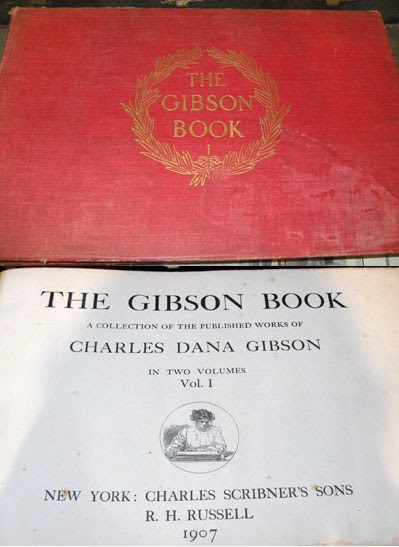 THE
GIBSON
BOOK
I
THE GIBSON BOOK
A COLLECTION OF THE PUBLISHED WORKS OF
CHARLES DANA GIBSON
IN TWO VOLUMES
Vol. I
NEW YORK: CHARLES SCRIBNER'S SONS
R. H. RUSSELL
1907